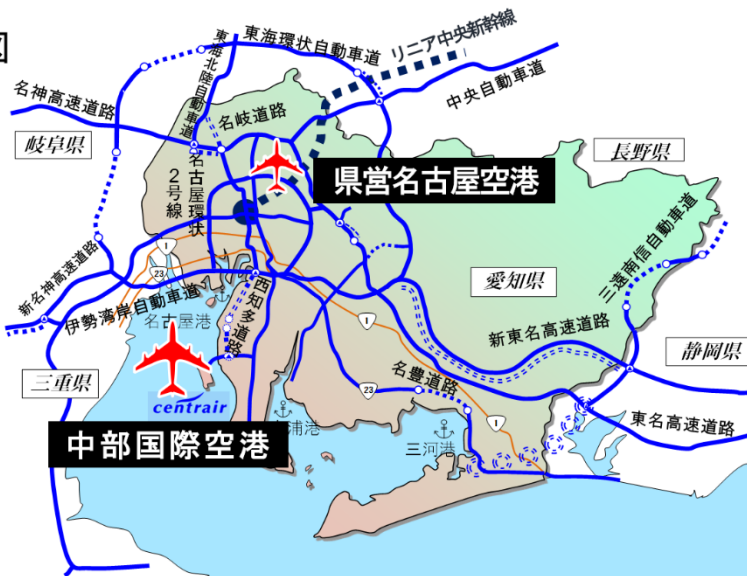 図
リニア中央新幹線
東海環状自動車道
東海北陸自動車道
中央自動車道
名神高速道路
名岐道路
岐阜県
長野県
名古屋環状
2号線
県営名古屋空港
三遠南信自動車道
1
23
愛知県
新名神高速道路
伊勢湾岸自動車道
名古屋港
西知多道路
1
新東名高速道路
静岡県
三重県
23
名豊道路
centrair
浦港
1
東名高速道路
中部国際空港
三河港